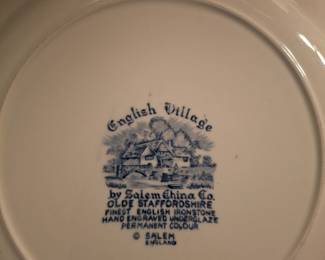 English Village
by Salem China Co.
OLDE STAFFORDSHIRE
FINEST ENGLISH IRONSTONE
HAND ENGRAVED UNDERGLAZE
PERMANENT COLOUR
© SALEM
ENGLAND